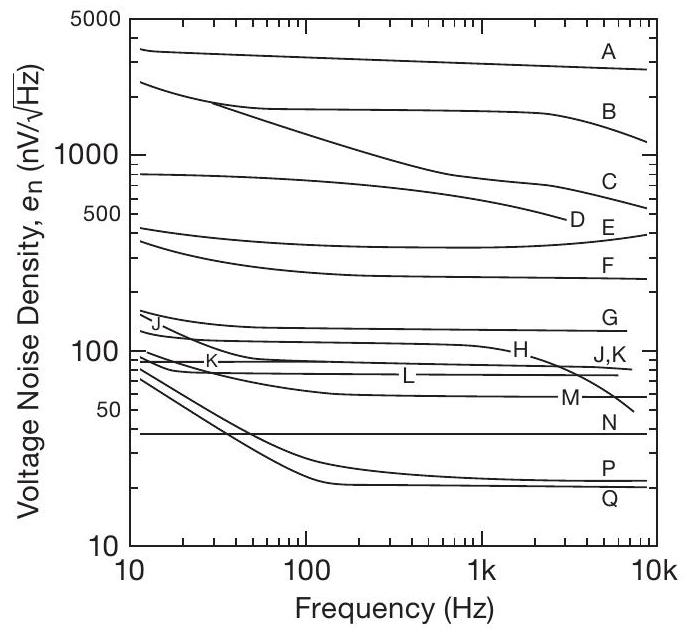 5000
A
B
1000
C
500
D
E
F
G
J
100
H
J,K
K
L
50
M
N
P
Q
10
10
100
1k
10k
Frequency (Hz)
Voltage Noise Density, en (nV/√Hz)